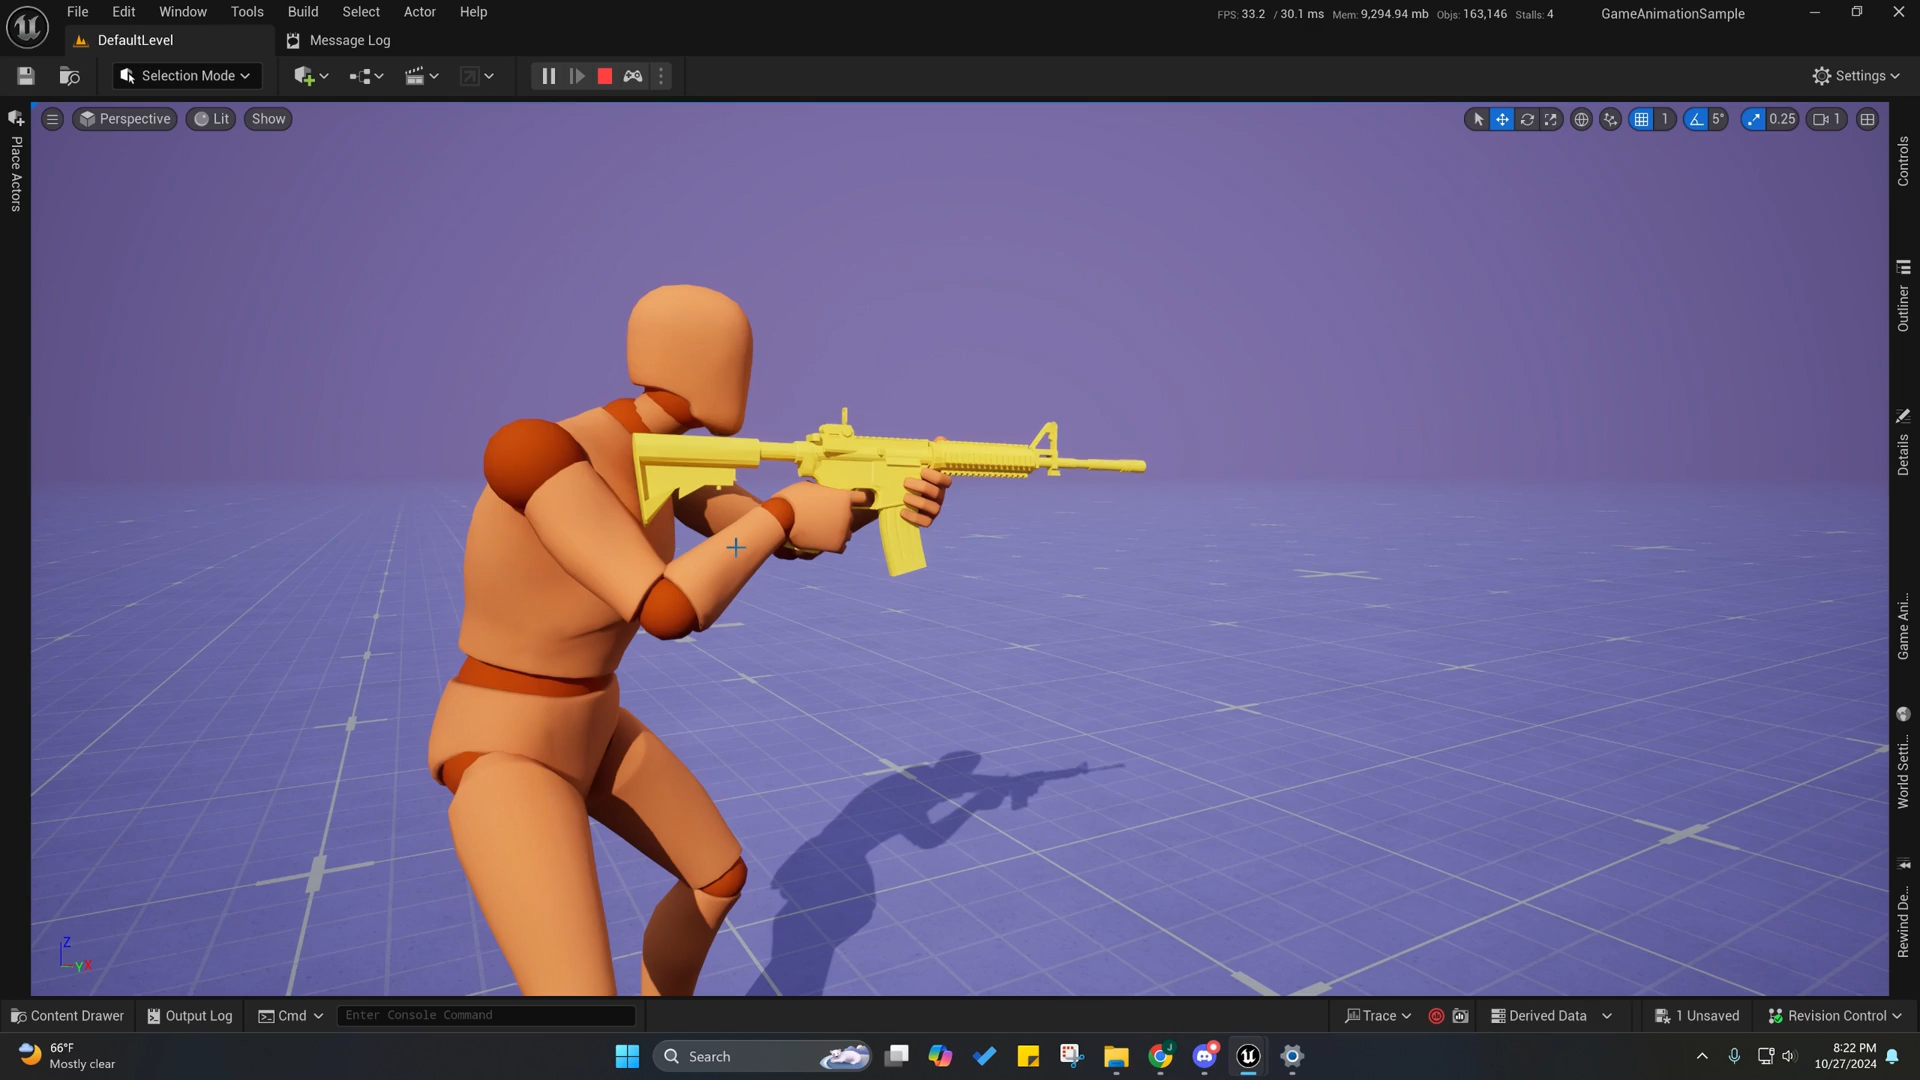 File Edit Window Tools Build Select Actor Help
FPS: 33.2 / 30.1 ms Mem: 9,294.94 mb Objs: 163,146 Stalls: 4
GameAnimationSample
DefaultLevel
Message Log
Selection Mode
Settings
Perspective
Lit
Show
1
5°
0.25
1
Place Actors
Controls
Outliner
Details
Game Ani...
World Setti...
Rewind De...
Z
Y X
Content Drawer
Output Log
Cmd
Enter Console Command
Trace
Derived Data
1 Unsaved
Revision Control
66°F
Mostly clear
Search
J
8:22 PM
10/27/2024